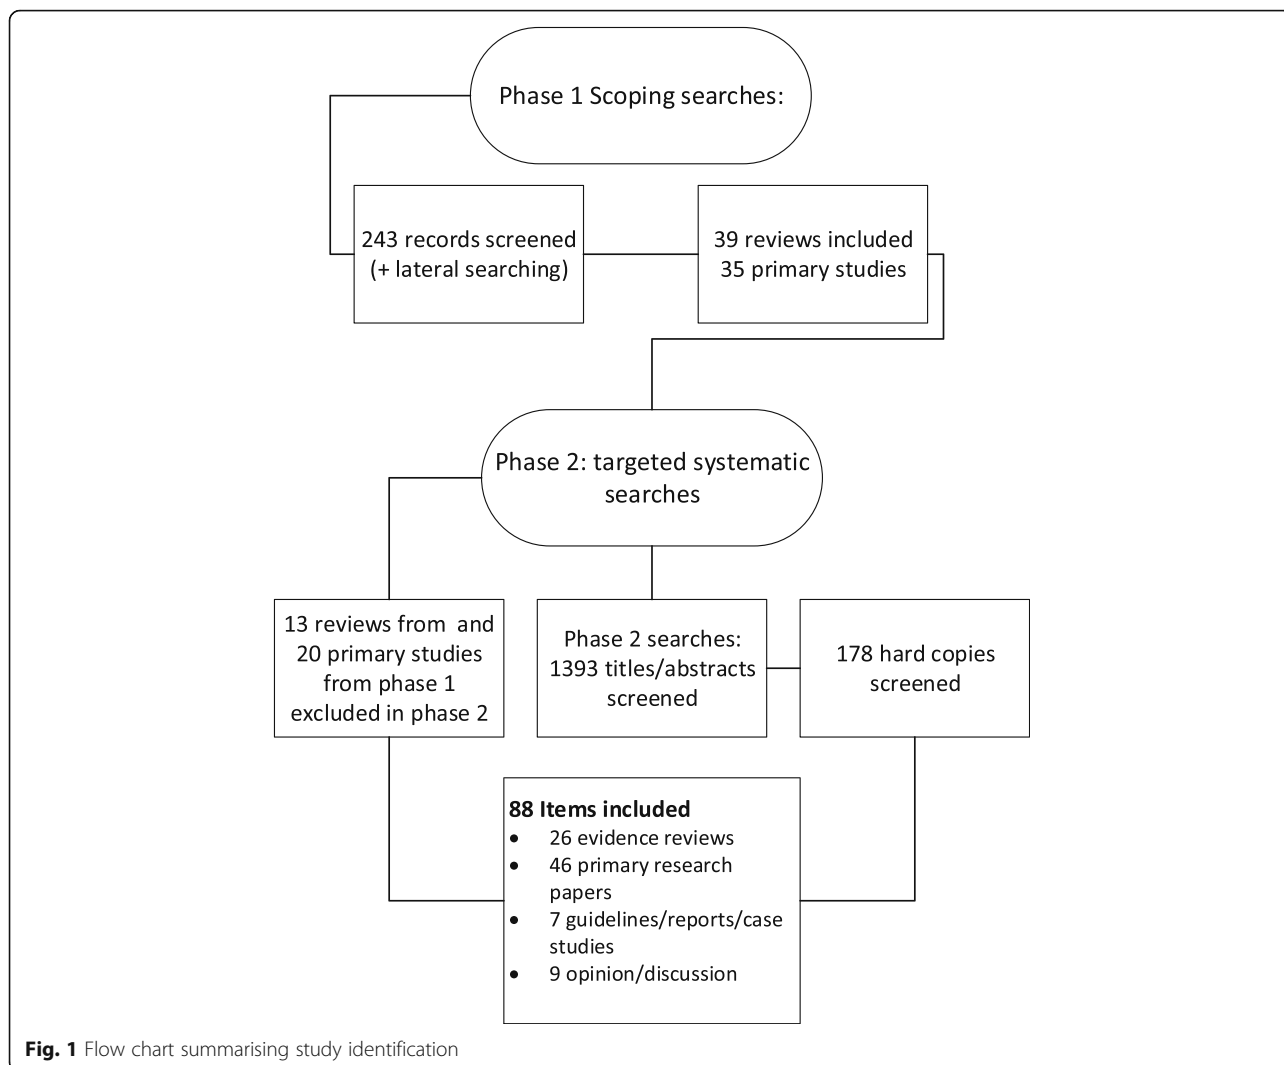 Phase 1 Scoping searches:
243 records screened
(+ lateral searching)
39 reviews included
35 primary studies
Phase 2: targeted systematic
searches
13 reviews from and
20 primary studies
from phase 1
excluded in phase 2
Phase 2 searches:
1393 titles/abstracts
screened
178 hard copies
screened
88 Items included
• 26 evidence reviews
• 46 primary research
papers
• 7 guidelines/reports/case
studies
• 9 opinion/discussion
Fig. 1 Flow chart summarising study identification